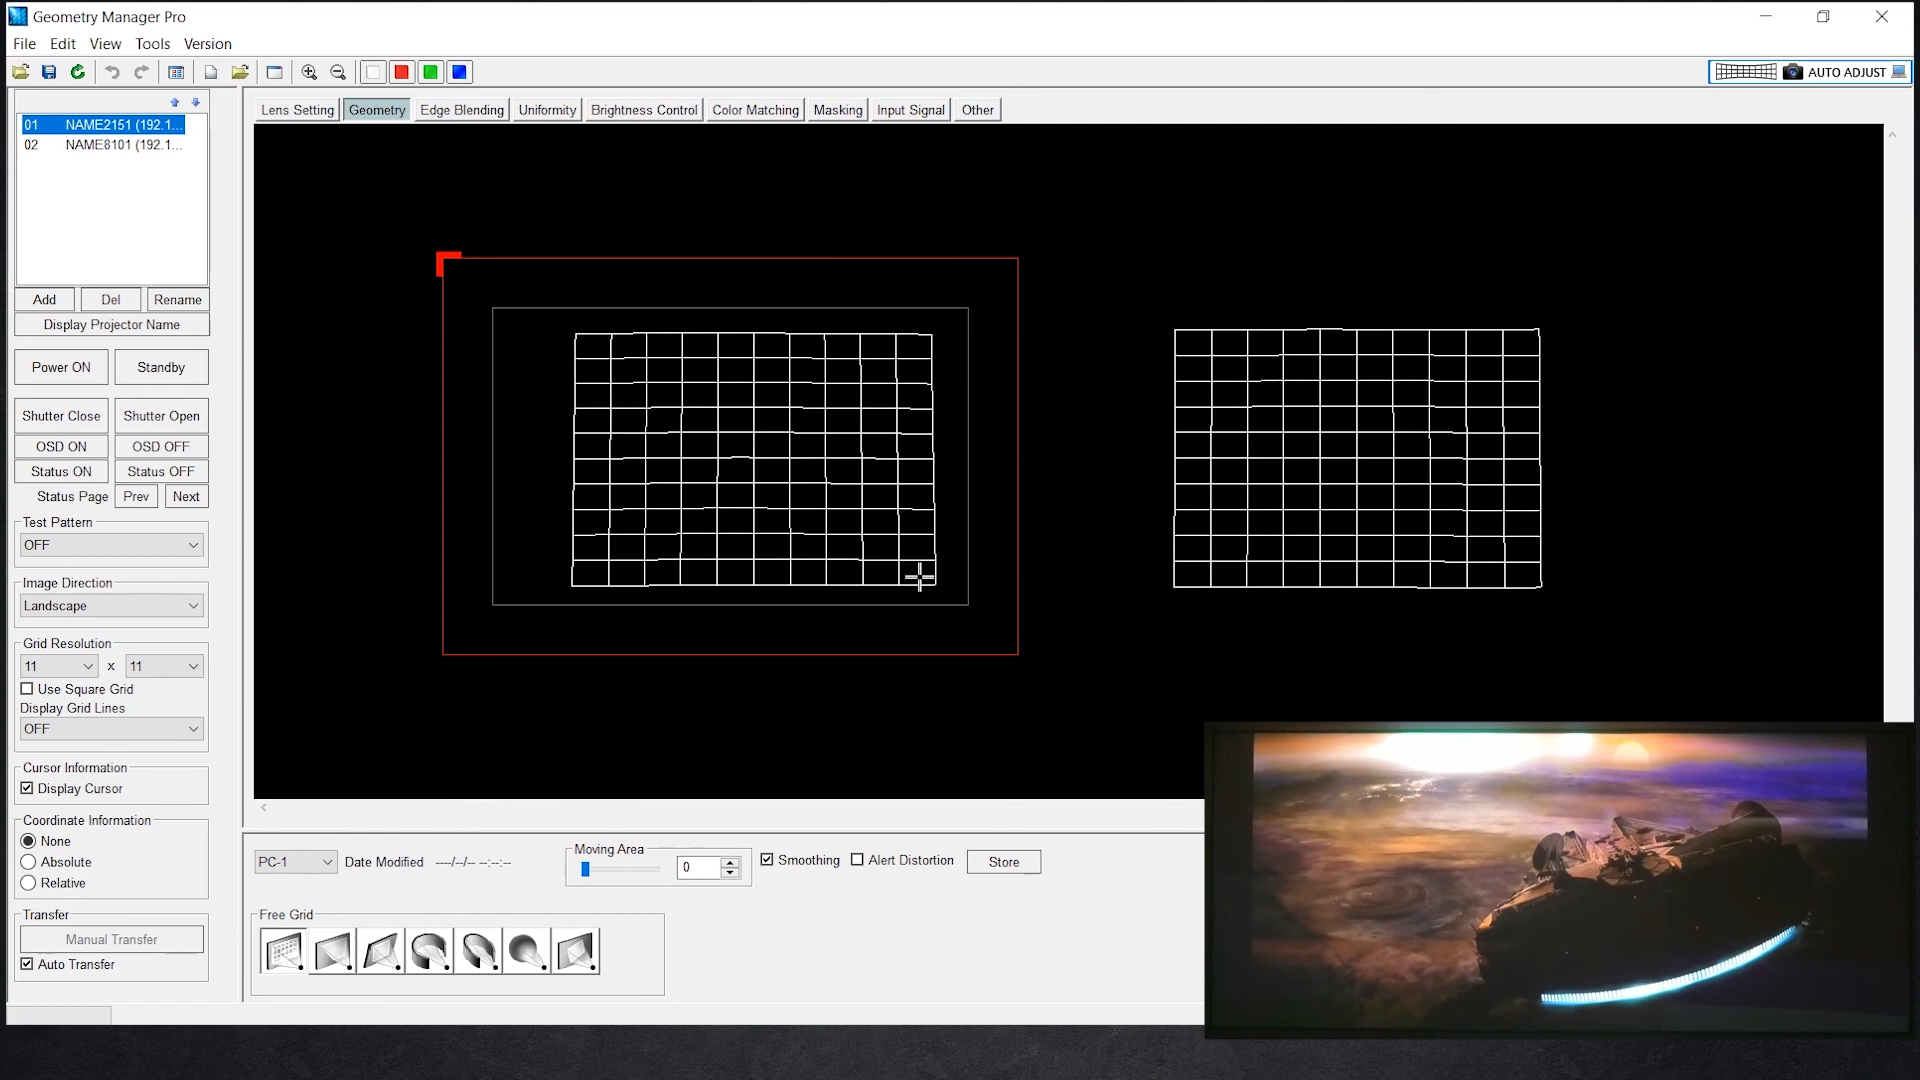 Geometry Manager Pro
File Edit View Tools Version
AUTO ADJUST
Lens Setting Geometry Edge Blending Uniformity Brightness Control Color Matching Masking Input Signal Other
01 NAME2151 (192.1...
02 NAME8101 (192.1...
Add Del Rename
Display Projector Name
Power ON Standby
Shutter Close Shutter Open
OSD ON OSD OFF
Status ON Status OFF
Status Page Prev Next
Test Pattern
OFF
Image Direction
Landscape
Grid Resolution
11 x 11
Use Square Grid
Display Grid Lines
OFF
Cursor Information
Display Cursor
Coordinate Information
None
Absolute
Relative
Transfer
Manual Transfer
Auto Transfer
PC-1 Date Modified ----/--/-- --:--:--
Moving Area
0
Smoothing Alert Distortion Store
Free Grid